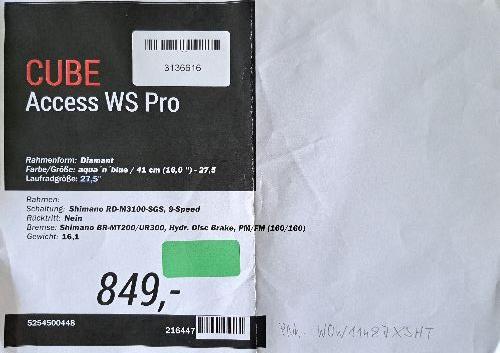 3136616
CUBE
Access WS Pro
Rahmenform: Diamant
Farbe/Größe: aqua´n´blue / 41 cm (16,0 ") - 27,5
Laufradgröße: 27,5"
Rahmen:
Schaltung: Shimano RD-M3100-SGS, 9-Speed
Rücktritt: Nein
Bremse: Shimano BR-MT200/UR300, Hydr. Disc Brake, PM/FM (160/160)
Gewicht: 16,1
849,-
5254500448
216447